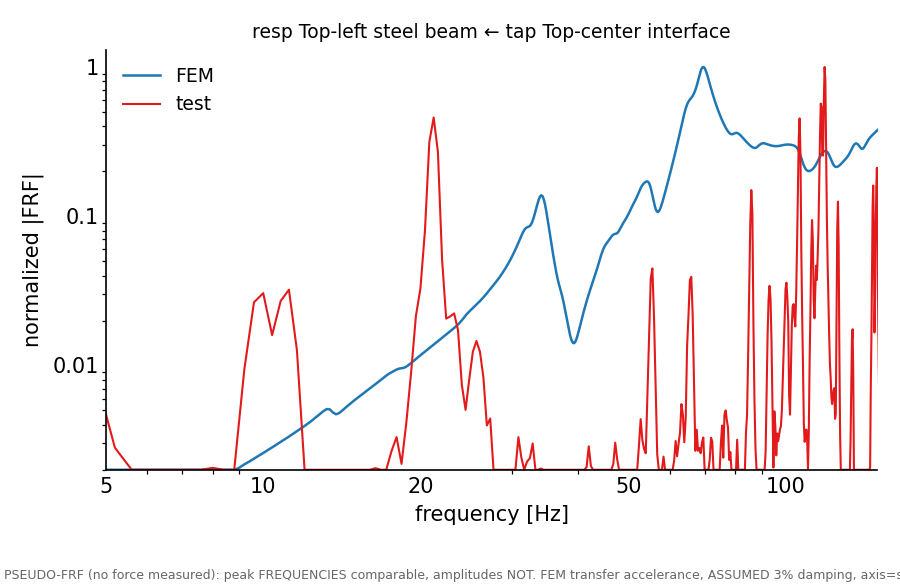 resp Top-left steel beam ← tap Top-center interface
FEM
test
normalized |FRF|
1
0.1
0.01
5 10 20 50 100
frequency [Hz]
PSEUDO-FRF (no force measured): peak FREQUENCIES comparable, amplitudes NOT. FEM transfer accelerance, ASSUMED 3% damping, axis=s